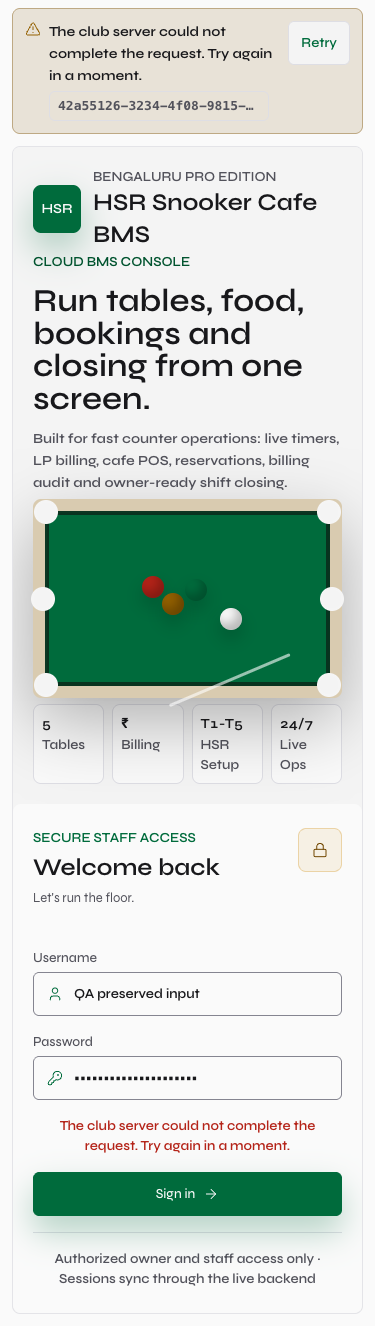 The club server could not
complete the request. Try again
in a moment.
Retry
42a55126-3234-4f08-9815-…
HSR
BENGALURU PRO EDITION
HSR Snooker Cafe
BMS
CLOUD BMS CONSOLE
Run tables, food,
bookings and
closing from one
screen.
Built for fast counter operations: live timers,
LP billing, cafe POS, reservations, billing
audit and owner-ready shift closing.
5
Tables
₹
Billing
T1-T5
HSR
Setup
24/7
Live
Ops
SECURE STAFF ACCESS
Welcome back
Let's run the floor.
Username
QA preserved input
Password
The club server could not complete the
request. Try again in a moment.
Sign in →
Authorized owner and staff access only ·
Sessions sync through the live backend